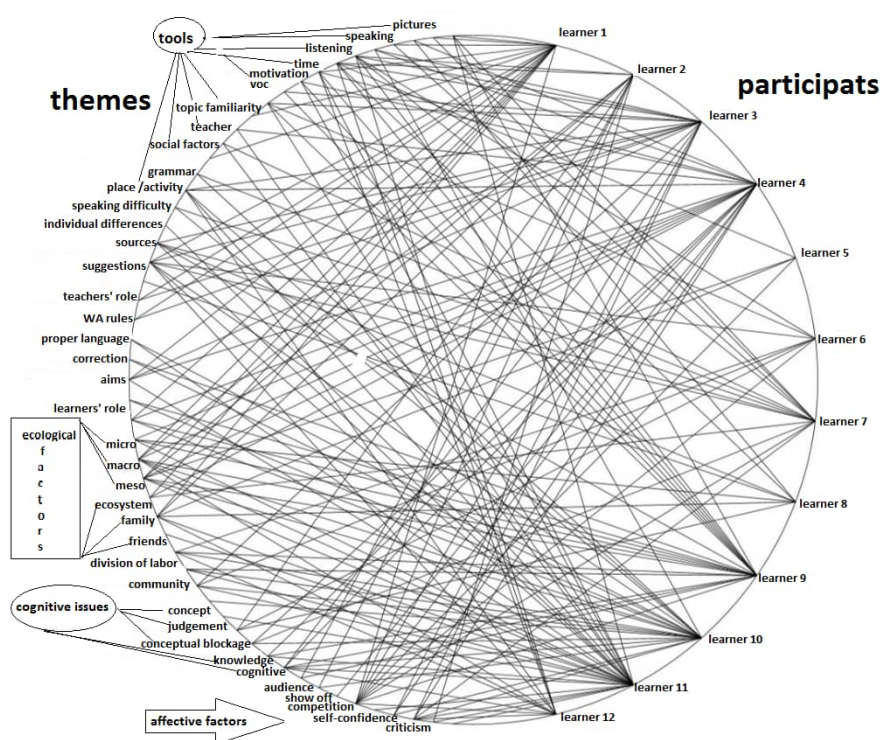 tools
pictures
speaking
listening
time
motivation
voc
themes
topic familiarity
teacher
social factors
grammar
place /activity
speaking difficulty
individual differences
sources
suggestions
teachers' role
WA rules
proper language
correction
aims
learners' role
ecological
f
a
c
t
o
r
s
micro
macro
meso
ecosystem
family
friends
division of labor
community
cognitive issues
concept
judgement
conceptual blockage
knowledge
cognitive
audience
show off
competition
self-confidence
criticism
affective factors
participats
learner 1
learner 2
learner 3
learner 4
learner 5
learner 6
learner 7
learner 8
learner 9
learner 10
learner 11
learner 12